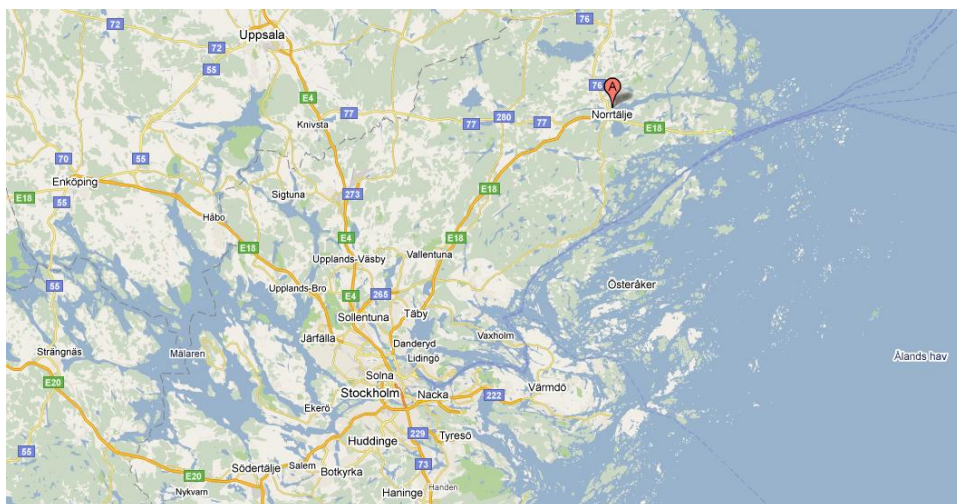 72
76
Uppsala
72
73
55
E4
76
A
77
Norrtälje
Knivsta
77
280
77
E18
70
55
Enköping
E18
55
Sigtuna
273
E18
Håbo
E4
E18
E18
Vallentuna
Upplands-Väsby
55
Upplands-Bro
E4
265
Österåker
Sollentuna
Täby
Järfälla
Vaxholm
Danderyd
Strängnäs
Mälaren
Lidingö
Ålands hav
Solna
E20
Stockholm
Nacka
222
Värmdö
Ekerö
229
Tyresö
Huddinge
55
Södertälje
Salem
Botkyrka
73
E20
Nykvarn
Haninge
Handen